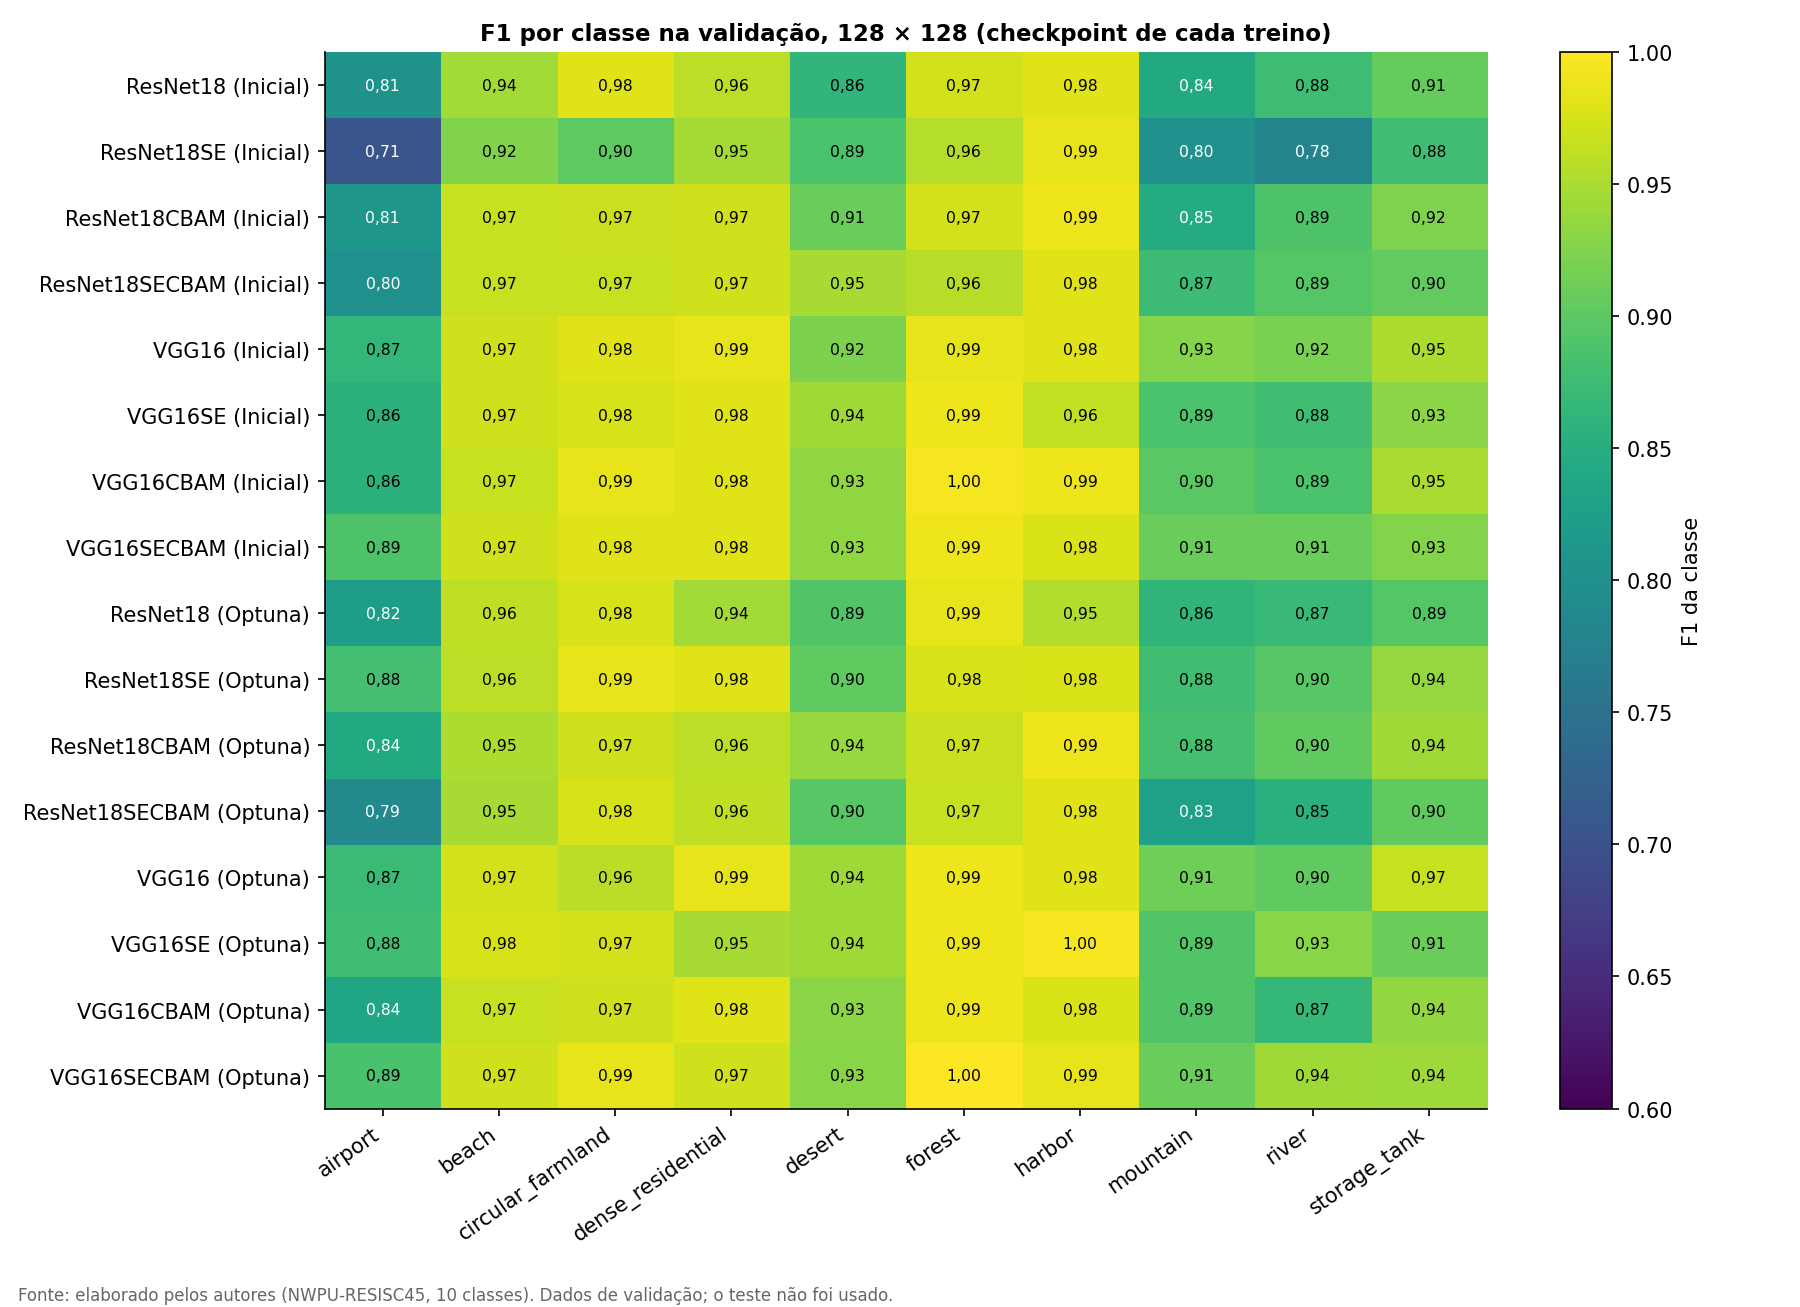 F1 por classe na validação, 128 × 128 (checkpoint de cada treino)
ResNet18 (Inicial) 0,81 0,94 0,98 0,96 0,86 0,97 0,98 0,84 0,88 0,91
ResNet18SE (Inicial) 0,71 0,92 0,90 0,95 0,89 0,96 0,99 0,80 0,78 0,88
ResNet18CBAM (Inicial) 0,81 0,97 0,97 0,97 0,91 0,97 0,99 0,85 0,89 0,92
ResNet18SECBAM (Inicial) 0,80 0,97 0,97 0,97 0,95 0,96 0,98 0,87 0,89 0,90
VGG16 (Inicial) 0,87 0,97 0,98 0,99 0,92 0,99 0,98 0,93 0,92 0,95
VGG16SE (Inicial) 0,86 0,97 0,98 0,98 0,94 0,99 0,96 0,89 0,88 0,93
VGG16CBAM (Inicial) 0,86 0,97 0,99 0,98 0,93 1,00 0,99 0,90 0,89 0,95
VGG16SECBAM (Inicial) 0,89 0,97 0,98 0,98 0,93 0,99 0,98 0,91 0,91 0,93
ResNet18 (Optuna) 0,82 0,96 0,98 0,94 0,89 0,99 0,95 0,86 0,87 0,89
ResNet18SE (Optuna) 0,88 0,96 0,99 0,98 0,90 0,98 0,98 0,88 0,90 0,94
ResNet18CBAM (Optuna) 0,84 0,95 0,97 0,96 0,94 0,97 0,99 0,88 0,90 0,94
ResNet18SECBAM (Optuna) 0,79 0,95 0,98 0,96 0,90 0,97 0,98 0,83 0,85 0,90
VGG16 (Optuna) 0,87 0,97 0,96 0,99 0,94 0,99 0,98 0,91 0,90 0,97
VGG16SE (Optuna) 0,88 0,98 0,97 0,95 0,94 0,99 1,00 0,89 0,93 0,91
VGG16CBAM (Optuna) 0,84 0,97 0,97 0,98 0,93 0,99 0,98 0,89 0,87 0,94
VGG16SECBAM (Optuna) 0,89 0,97 0,99 0,97 0,93 1,00 0,99 0,91 0,94 0,94
airport beach circular_farmland dense_residential desert forest harbor mountain river storage_tank
1.00
0.95
0.90
0.85
0.80
0.75
0.70
0.65
0.60
F1 da classe
Fonte: elaborado pelos autores (NWPU-RESISC45, 10 classes). Dados de validação; o teste não foi usado.